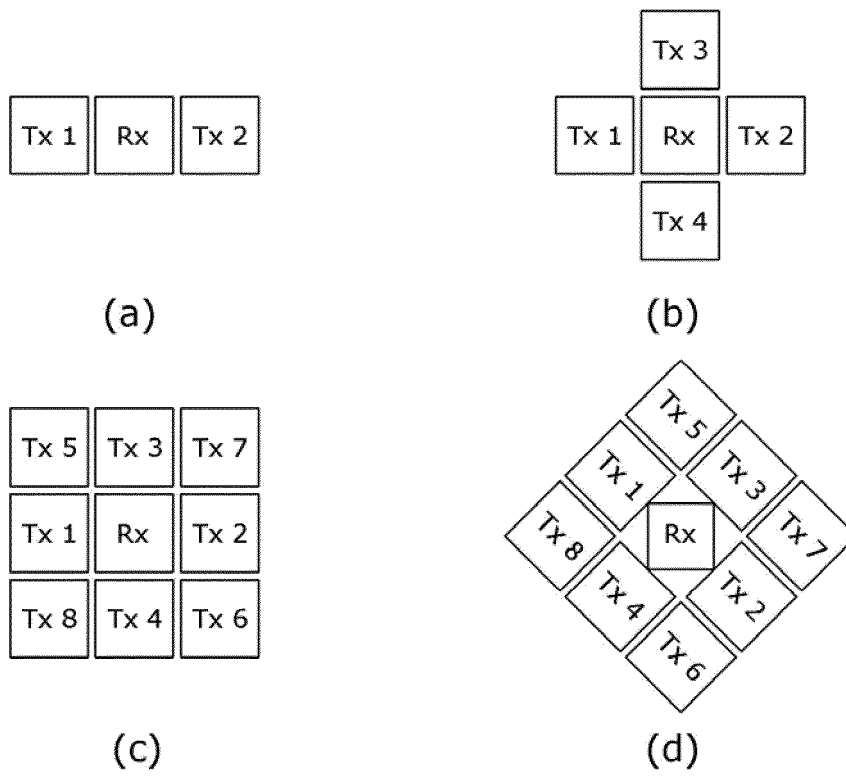 Tx 1 Rx Tx 2
(a)
Tx 3
Tx 1 Rx Tx 2
Tx 4
(b)
Tx 5 Tx 3 Tx 7
Tx 1 Rx Tx 2
Tx 8 Tx 4 Tx 6
(c)
Tx 5
Tx 1 Tx 3
Tx 8 Rx Tx 7
Tx 4 Tx 2
Tx 6
(d)